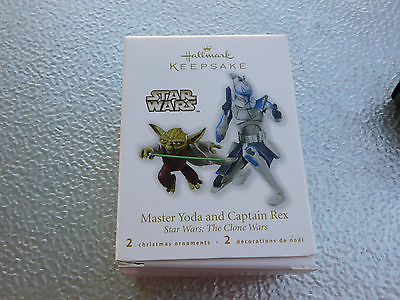 Hallmark
KEEPSAKE
STAR
WARS
Master Yoda and Captain Rex
Star Wars: The Clone Wars
2 christmas ornaments · 2 décorations de noël